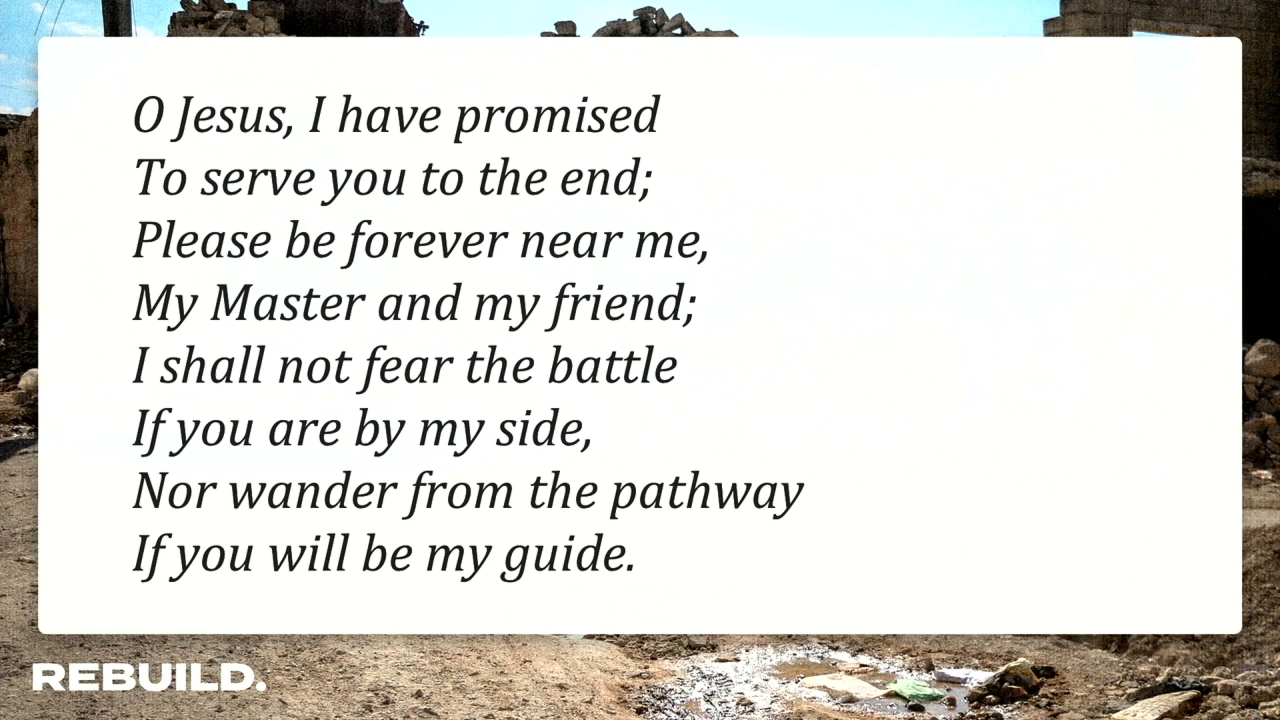 O Jesus, I have promised
To serve you to the end;
Please be forever near me,
My Master and my friend;
I shall not fear the battle
If you are by my side,
Nor wander from the pathway
If you will be my guide.
REBUILD.